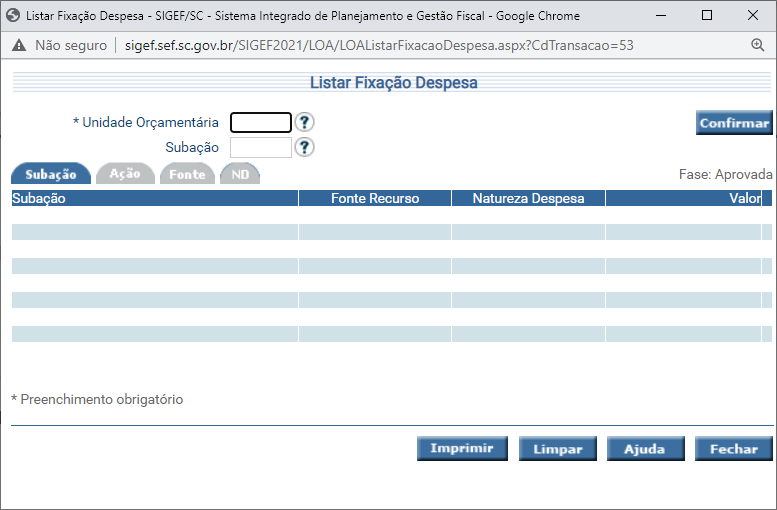 Listar Fixação Despesa - SIGEF/SC - Sistema Integrado de Planejamento e Gestão Fiscal - Google Chrome
Não seguro | sigef.sef.sc.gov.br/SIGEF2021/LOA/LOAListarFixacaoDespesa.aspx?CdTransacao=53
Listar Fixação Despesa
* Unidade Orçamentária ?
Confirmar
Subação ?
Subação Ação Fonte ND
Fase: Aprovada
Subação Fonte Recurso Natureza Despesa Valor
* Preenchimento obrigatório
Imprimir Limpar Ajuda Fechar